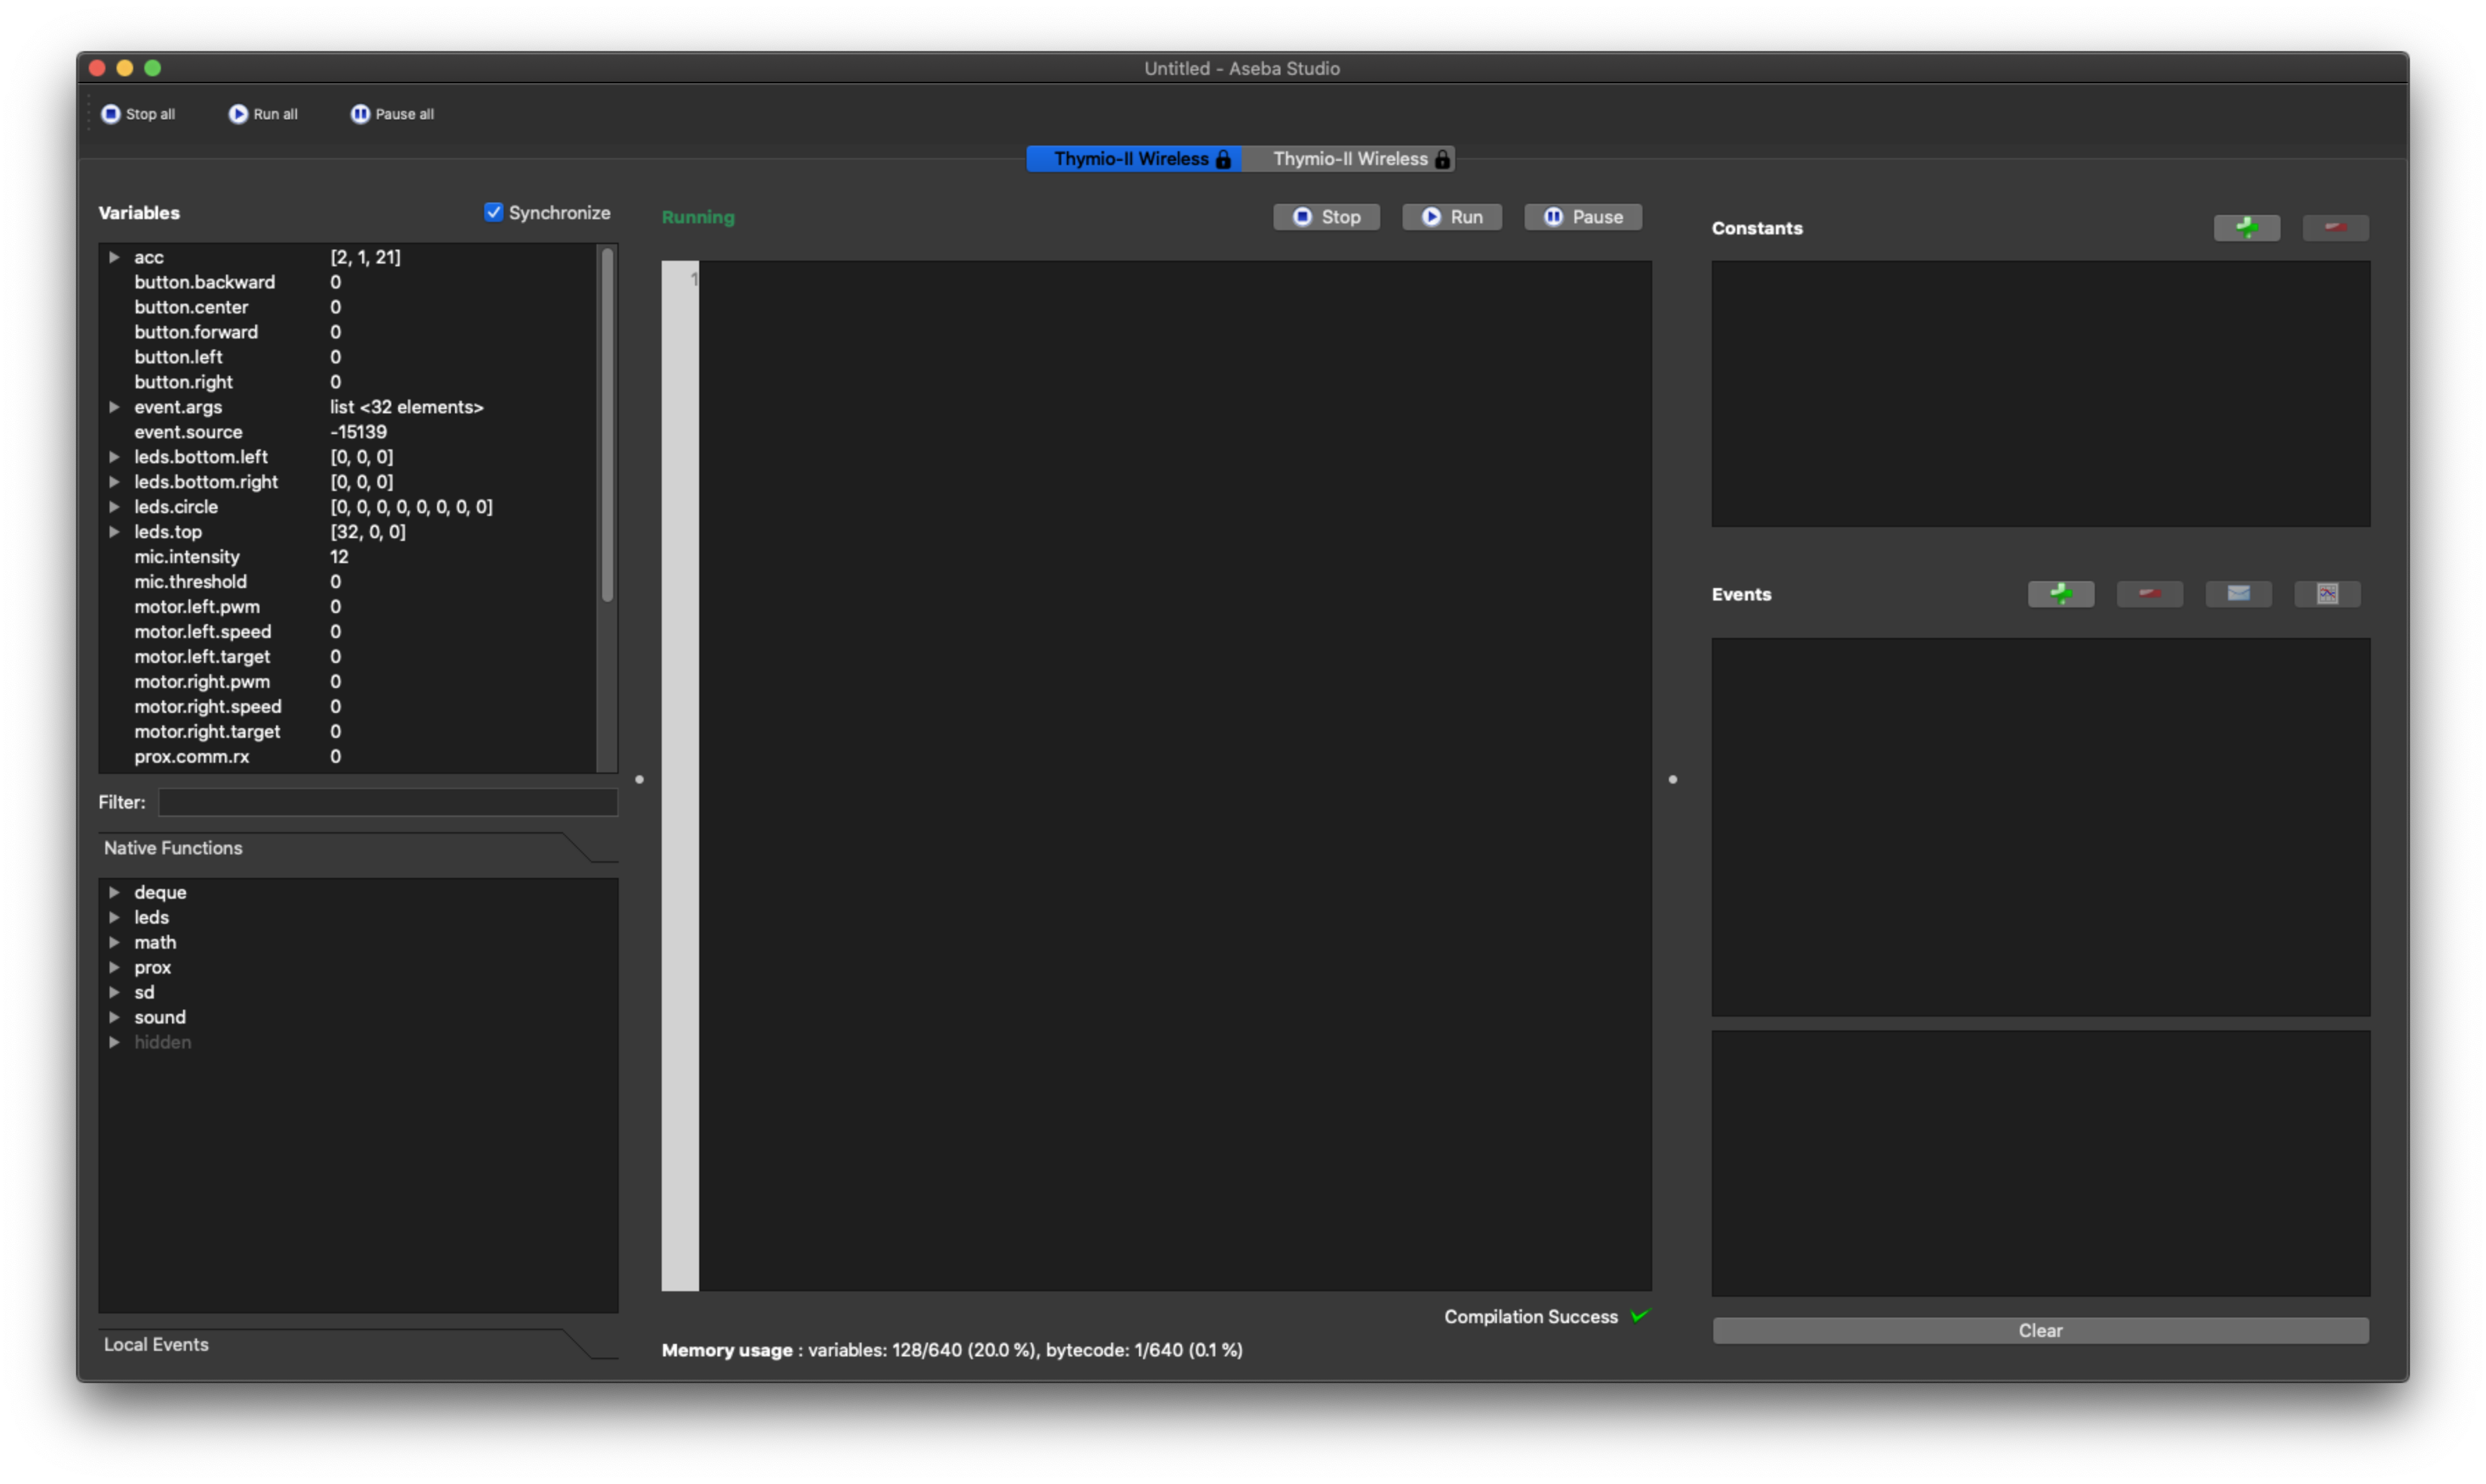 Untitled - Aseba Studio
Stop all Run all Pause all
Thymio-II Wireless Thymio-II Wireless
Variables Synchronize
acc [2, 1, 21]
button.backward 0
button.center 0
button.forward 0
button.left 0
button.right 0
event.args list <32 elements>
event.source -15139
leds.bottom.left [0, 0, 0]
leds.bottom.right [0, 0, 0]
leds.circle [0, 0, 0, 0, 0, 0, 0, 0]
leds.top [32, 0, 0]
mic.intensity 12
mic.threshold 0
motor.left.pwm 0
motor.left.speed 0
motor.left.target 0
motor.right.pwm 0
motor.right.speed 0
motor.right.target 0
prox.comm.rx 0
Filter:
Native Functions
deque
leds
math
prox
sd
sound
hidden
Local Events
Running Stop Run Pause
1
Compilation Success
Memory usage : variables: 128/640 (20.0 %), bytecode: 1/640 (0.1 %)
Constants
Events
Clear